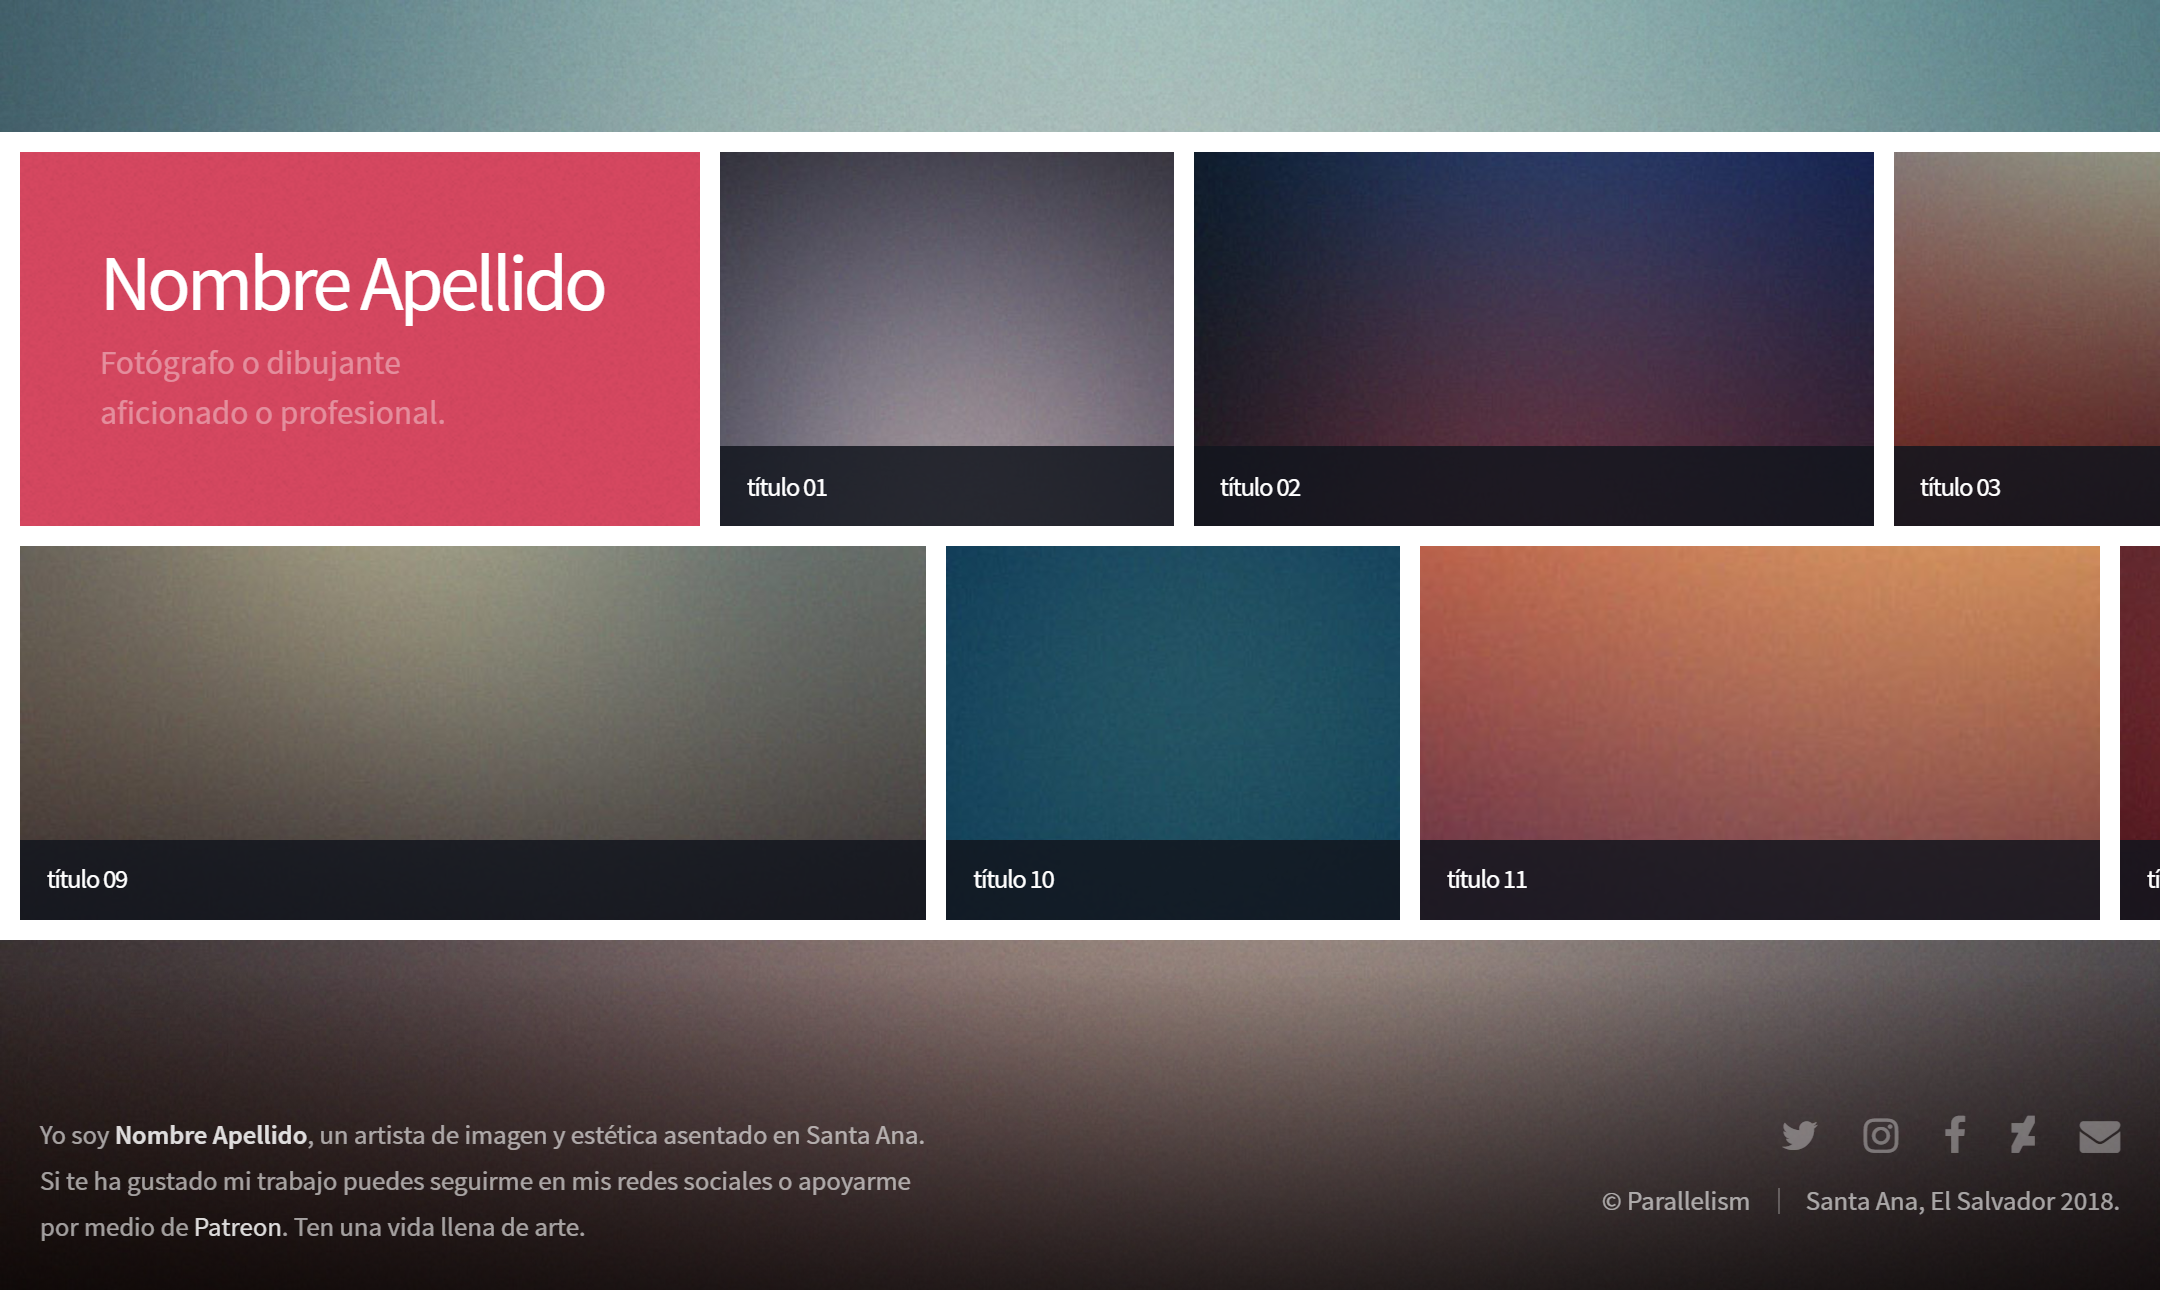 Nombre Apellido
Fotógrafo o dibujante
aficionado o profesional.
título 01
título 02
título 03
título 09
título 10
título 11
tí
Yo soy Nombre Apellido, un artista de imagen y estética asentado en Santa Ana.
Si te ha gustado mi trabajo puedes seguirme en mis redes sociales o apoyarme
por medio de Patreon. Ten una vida llena de arte.
© Parallelism | Santa Ana, El Salvador 2018.